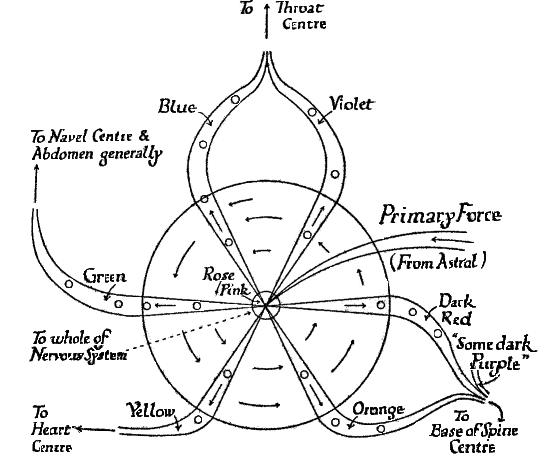 To Throat
Centre
Blue
Violet
To Navel Centre &
Abdomen generally
Primary Force
(From Astral)
Green
Rose
Pink
Dark
Red
"Some dark
Purple"
To whole of
Nervous System
To
Heart
Centre
Yellow
Orange
To
Base of Spine
Centre